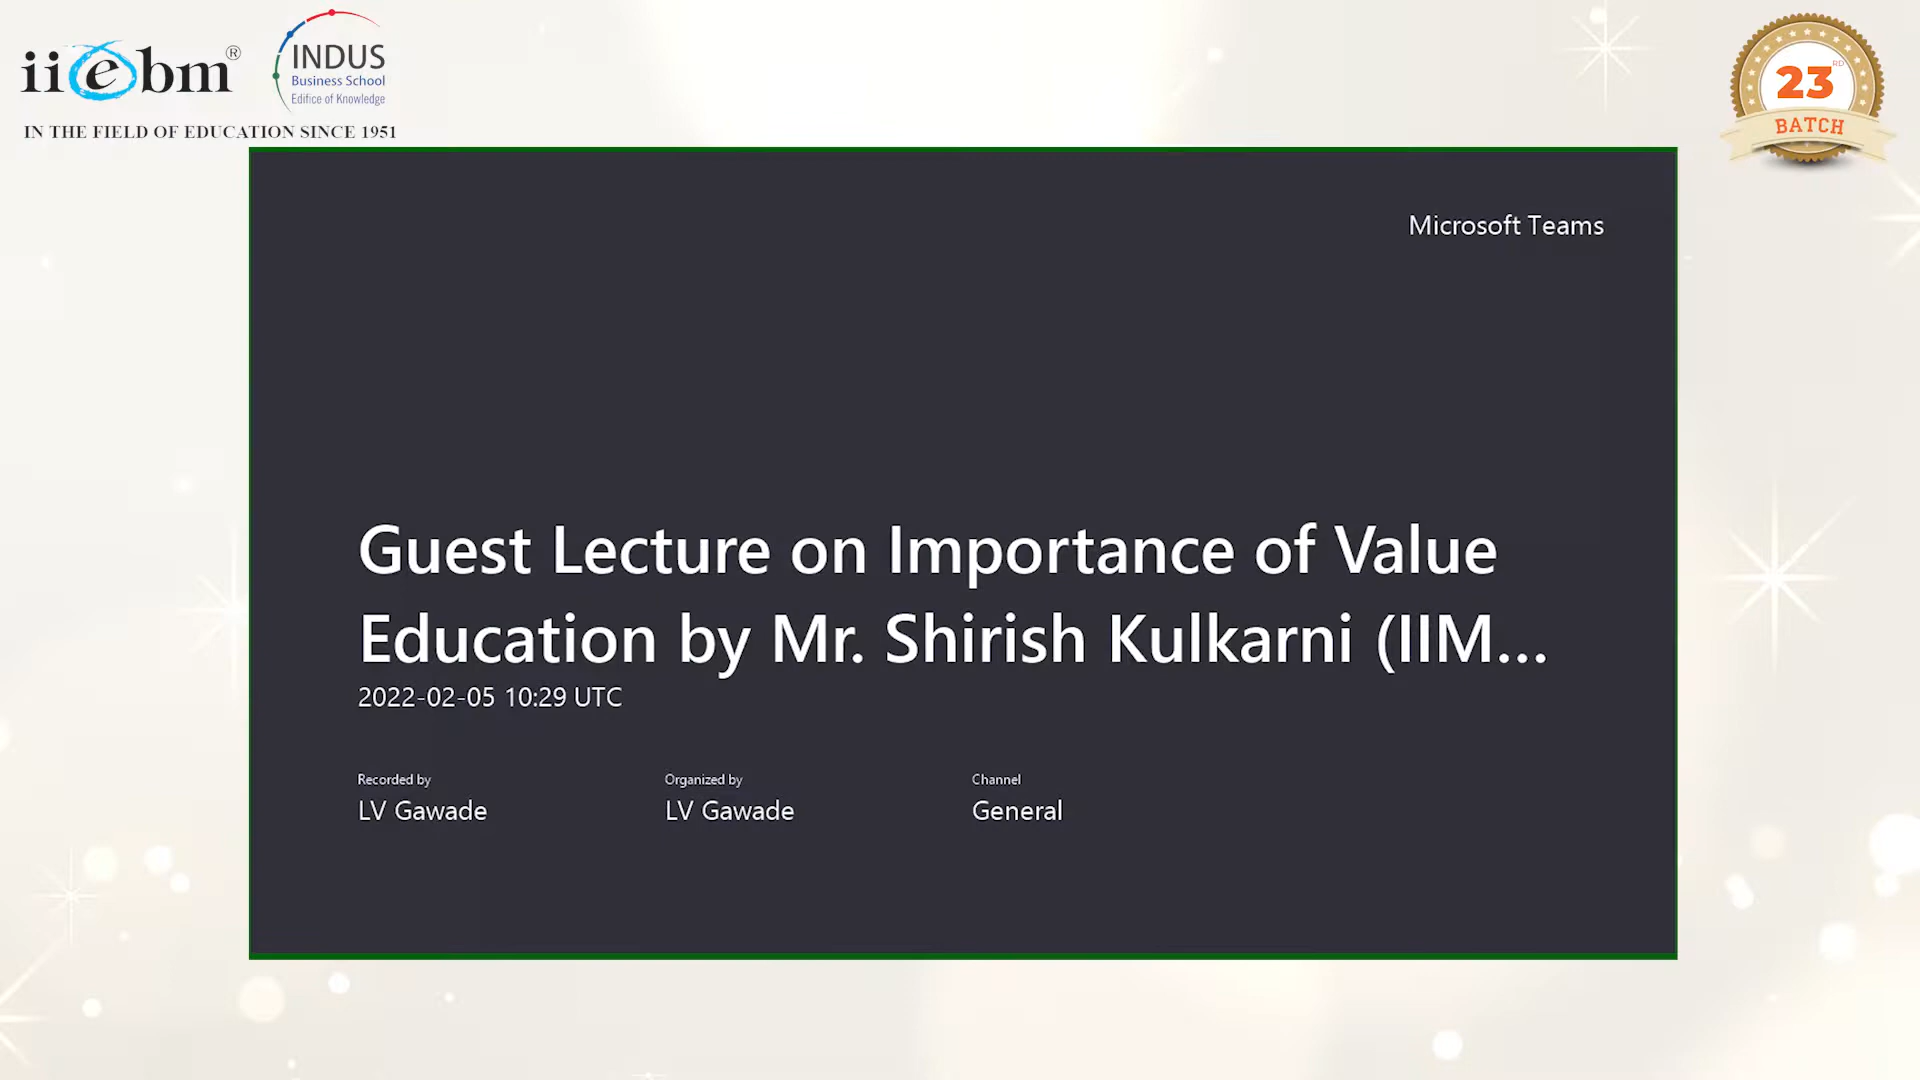 iiebm®
INDUS
Business School
Edifice of Knowledge
IN THE FIELD OF EDUCATION SINCE 1951
23RD
BATCH
Microsoft Teams
Guest Lecture on Importance of Value
Education by Mr. Shirish Kulkarni (IIM...
2022-02-05 10:29 UTC
Recorded by
LV Gawade
Organized by
LV Gawade
Channel
General